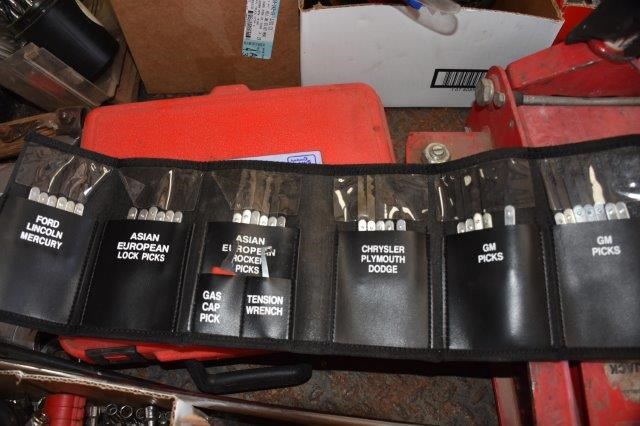 FORD
LINCOLN
MERCURY
ASIAN
EUROPEAN
LOCK PICKS
ASIAN
EUROPEAN
ROCKER
PICKS
GAS
CAP
PICK
TENSION
WRENCH
CHRYSLER
PLYMOUTH
DODGE
GM
PICKS
GM
PICKS